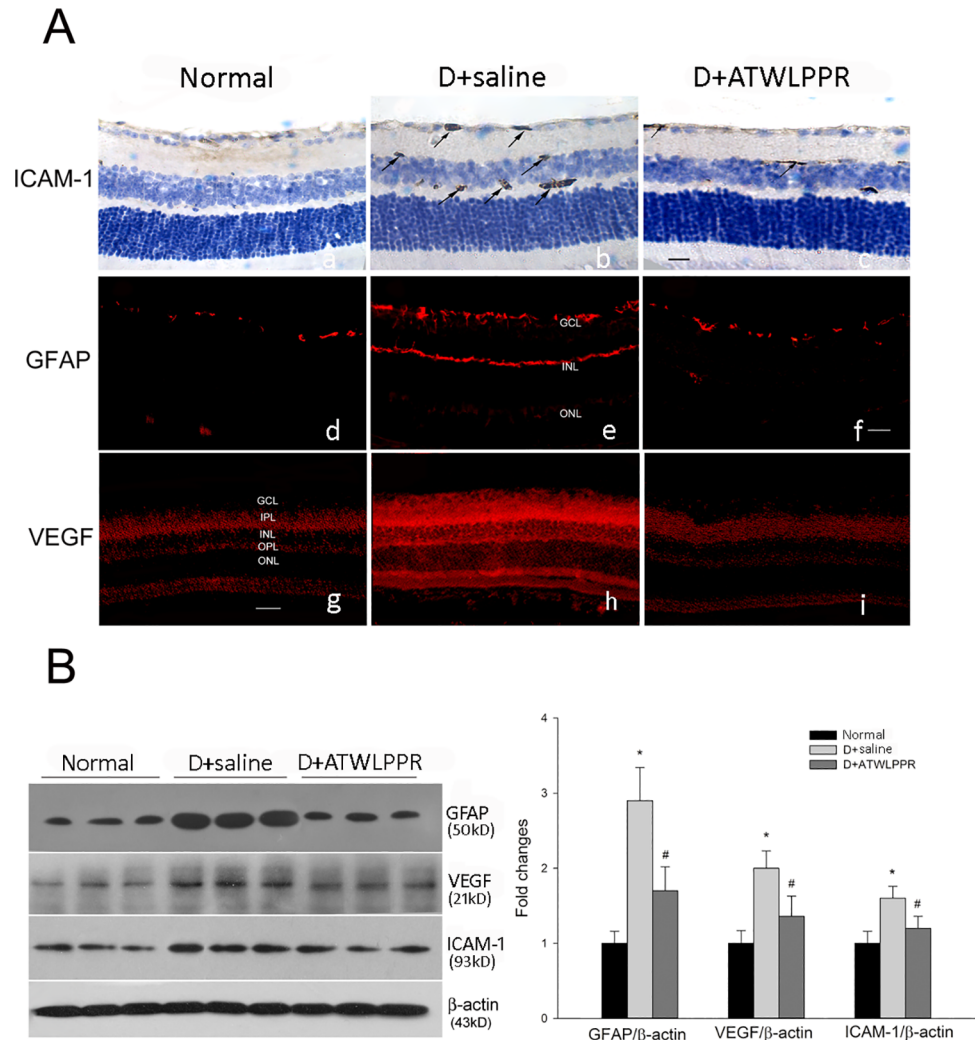 A
Normal
D+saline
D+ATWLPPR
ICAM-1
a
b
c
GFAP
d
GCL
INL
ONL
e
f
VEGF
GCL
IPL
INL
OPL
ONL
g
h
i
B
Normal
D+saline
D+ATWLPPR
GFAP
(50kD)
VEGF
(21kD)
ICAM-1
(93kD)
β-actin
(43kD)
Fold changes
4
3
2
1
0
Normal
D+saline
D+ATWLPPR
*
#
*
#
*
#
GFAP/β-actin
VEGF/β-actin
ICAM-1/β-actin